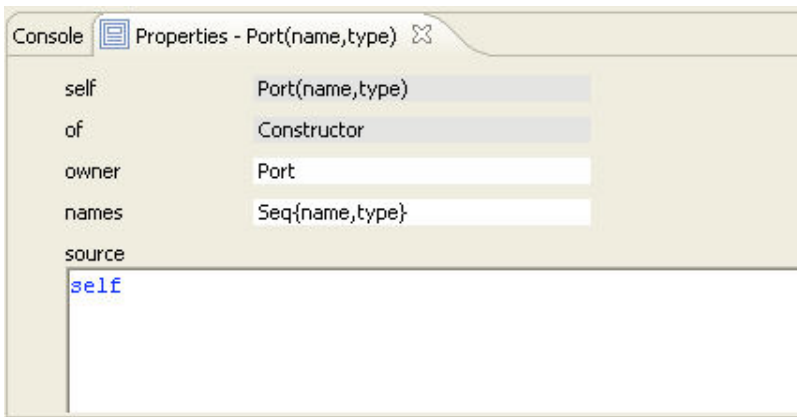 Console Properties - Port(name,type)
self Port(name,type)
of Constructor
owner Port
names Seq{name,type}
source
self